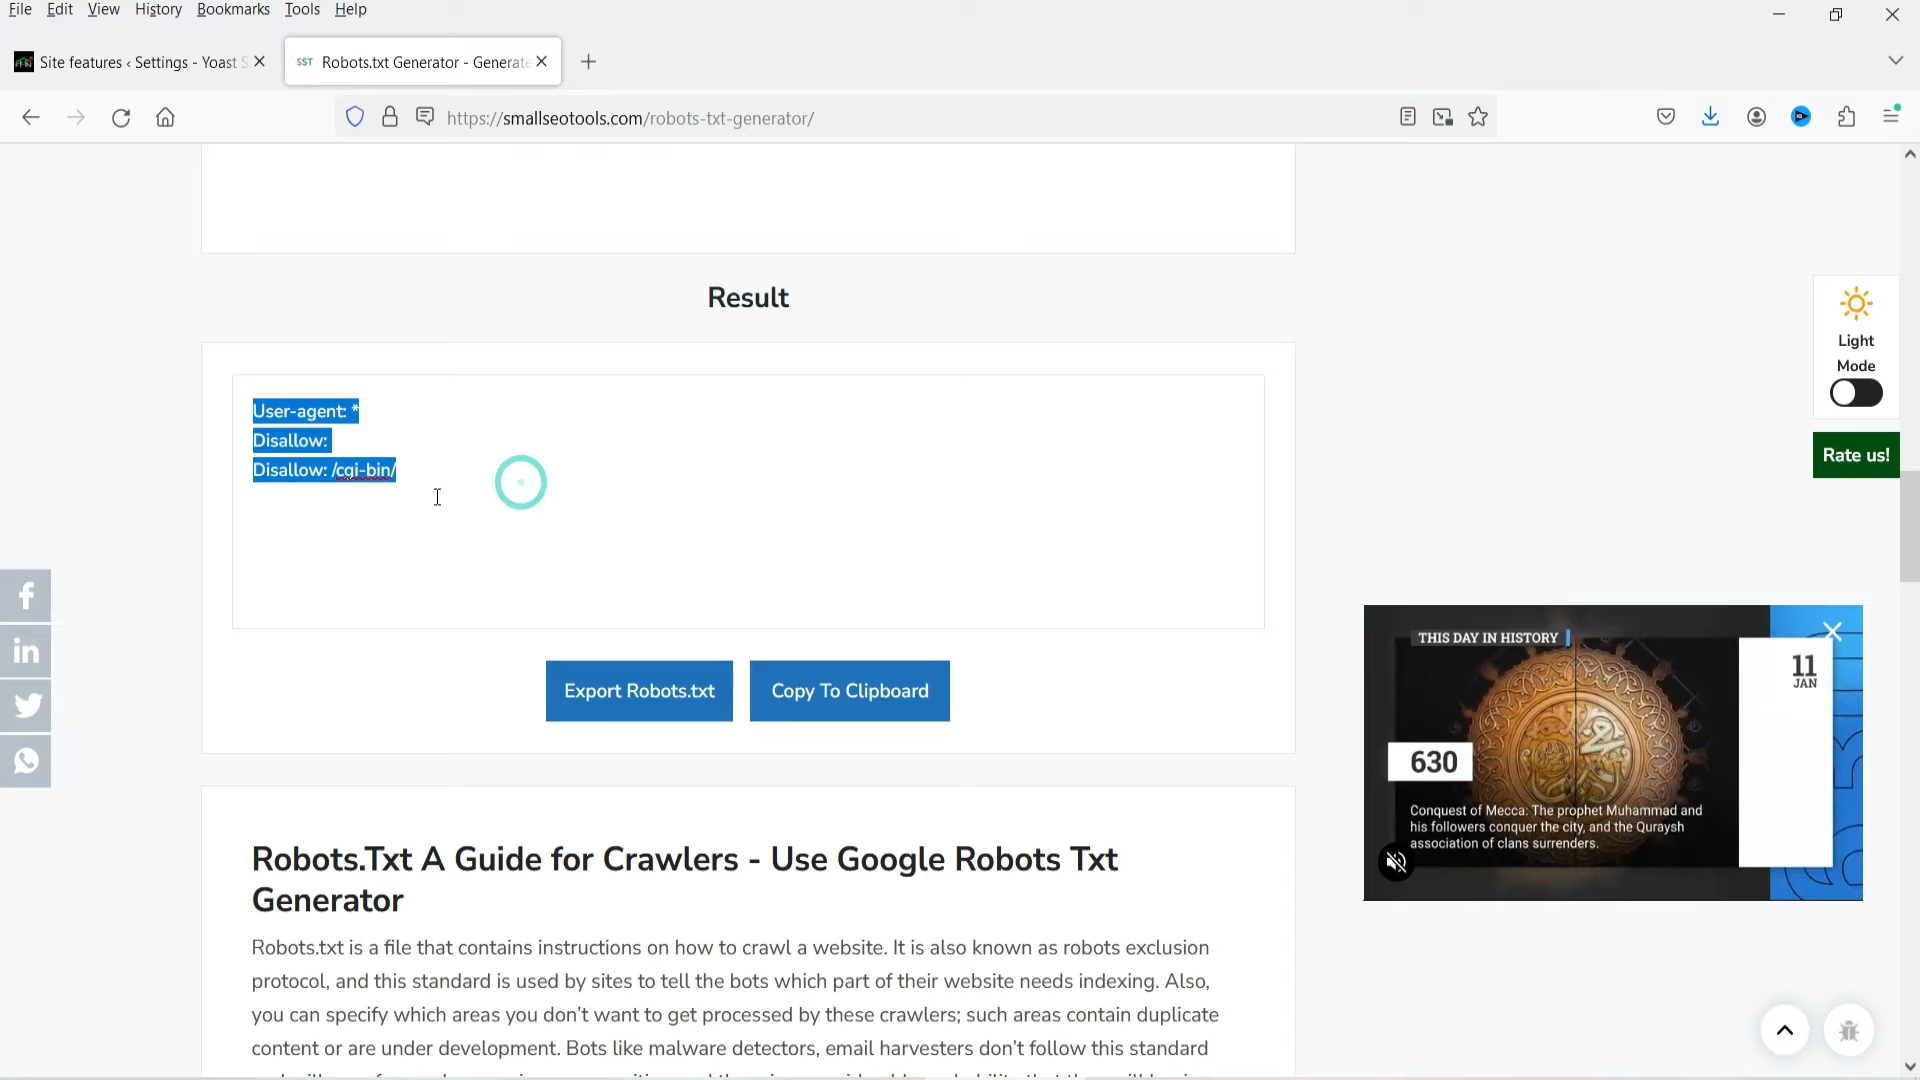 File Edit View History Bookmarks Tools Help
Site features ‹ Settings - Yoast S
SST Robots.txt Generator - Generate
https://smallseotools.com/robots-txt-generator/
Result
User-agent: *
Disallow:
Disallow: /cgi-bin/
Export Robots.txt
Copy To Clipboard
Light
Mode
Rate us!
THIS DAY IN HISTORY
11
JAN
630
Conquest of Mecca: The prophet Muhammad and
his followers conquer the city, and the Quraysh
association of clans surrenders.
Robots.Txt A Guide for Crawlers - Use Google Robots Txt
Generator
Robots.txt is a file that contains instructions on how to crawl a website. It is also known as robots exclusion
protocol, and this standard is used by sites to tell the bots which part of their website needs indexing. Also,
you can specify which areas you don’t want to get processed by these crawlers; such areas contain duplicate
content or are under development. Bots like malware detectors, email harvesters don’t follow this standard